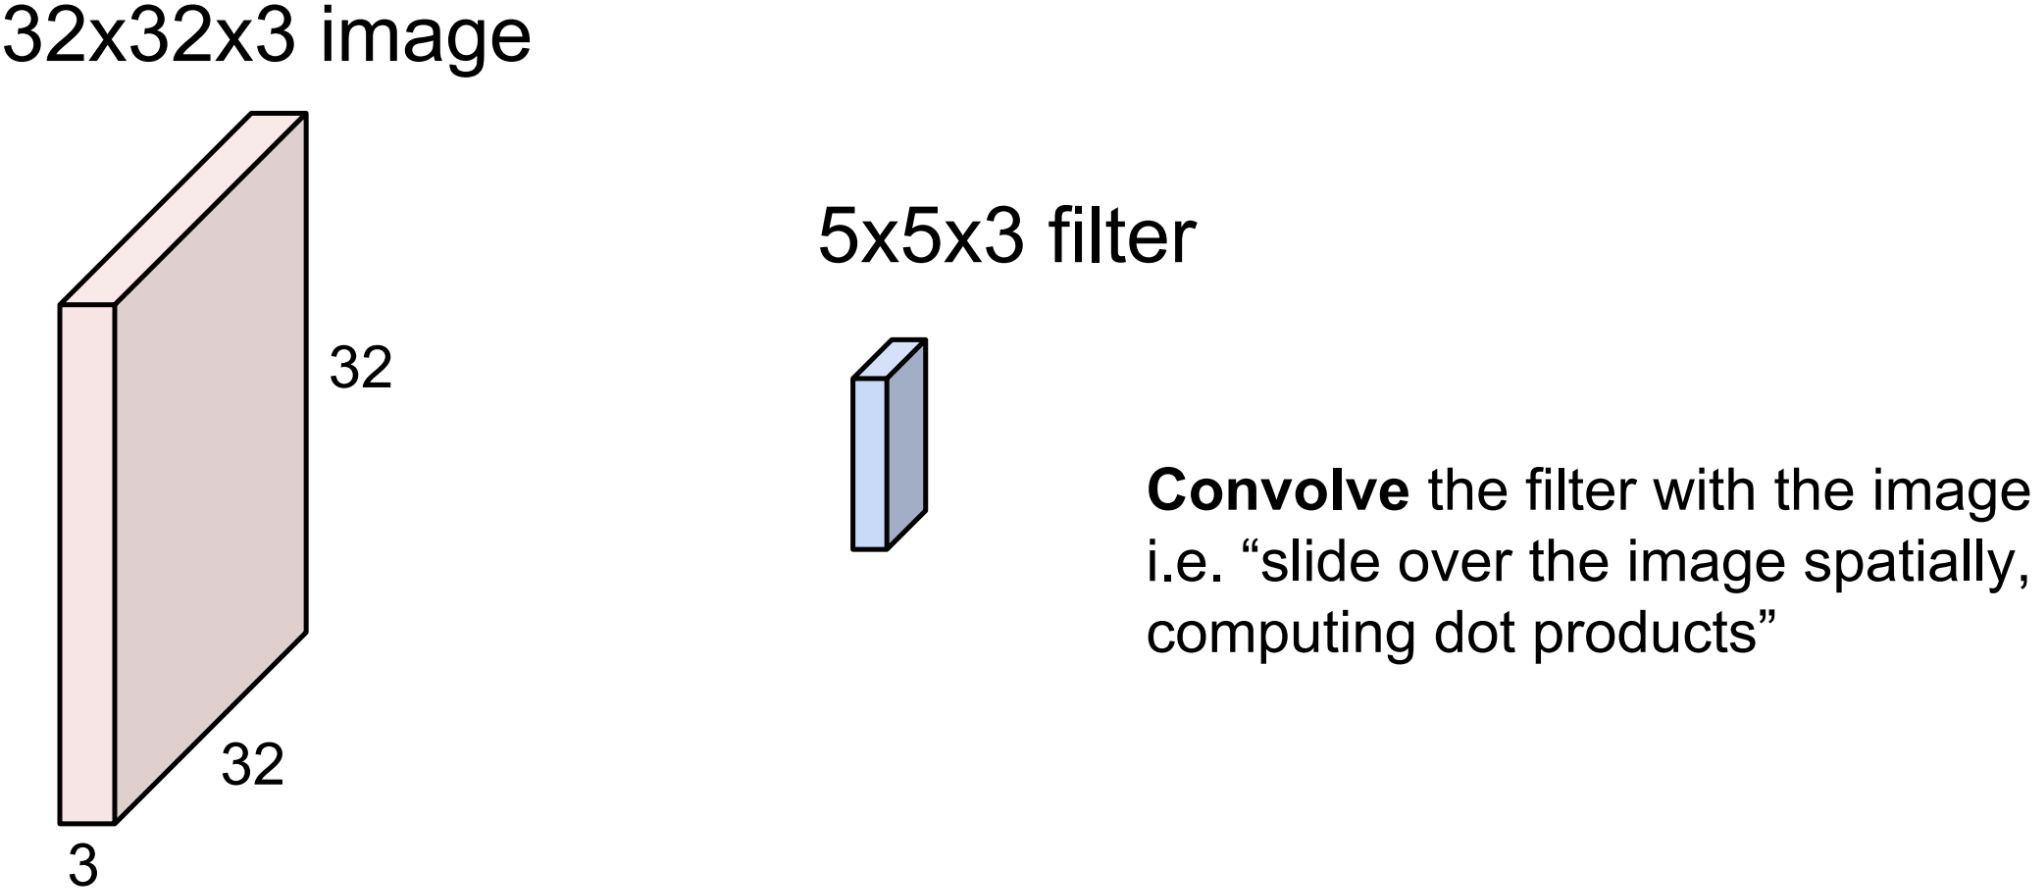 32x32x3 image
5x5x3 filter
32
Convolve the filter with the image
i.e. “slide over the image spatially,
computing dot products”
32
3